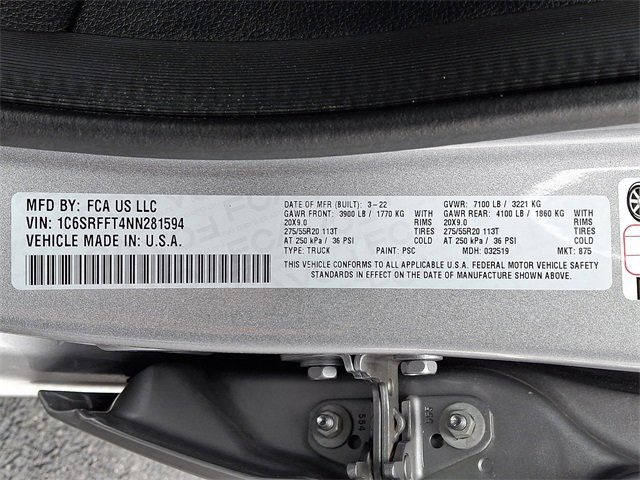 MFD BY: FCA US LLC
VIN: 1C6SRFFT4NN281594
VEHICLE MADE IN U.S.A.
DATE OF MFR (BUILT): 3-22 GVWR: 7100 LB / 3221 KG
GAWR FRONT: 3900 LB / 1770 KG WITH GAWR REAR: 4100 LB / 1860 KG WITH
20X9.0 RIMS 20X9.0 RIMS
275/55R20 113T TIRES 275/55R20 113T TIRES
AT 250 kPa / 36 PSI COLD AT 250 kPa / 36 PSI COLD
TYPE: TRUCK PAINT: PSC MDH: 032519 MKT: 875
THIS VEHICLE CONFORMS TO ALL APPLICABLE U.S.A. FEDERAL MOTOR VEHICLE SAFETY
STANDARDS IN EFFECT ON THE DATE OF MANUFACTURE SHOWN ABOVE.